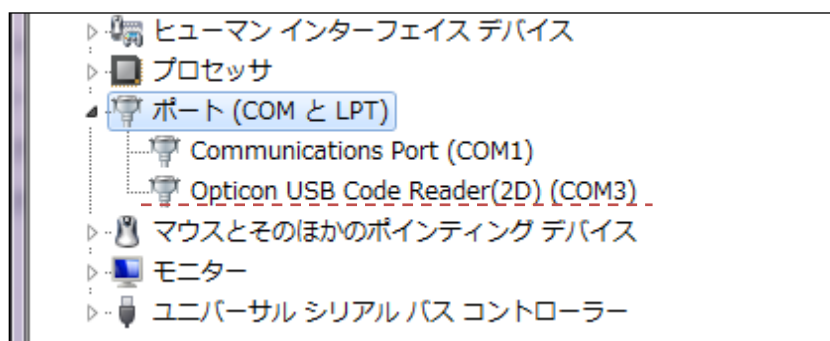 ヒューマン インターフェイス デバイス
プロセッサ
ポート (COM と LPT)
Communications Port (COM1)
Opticon USB Code Reader(2D) (COM3)
マウスとそのほかのポインティング デバイス
モニター
ユニバーサル シリアル バス コントローラー